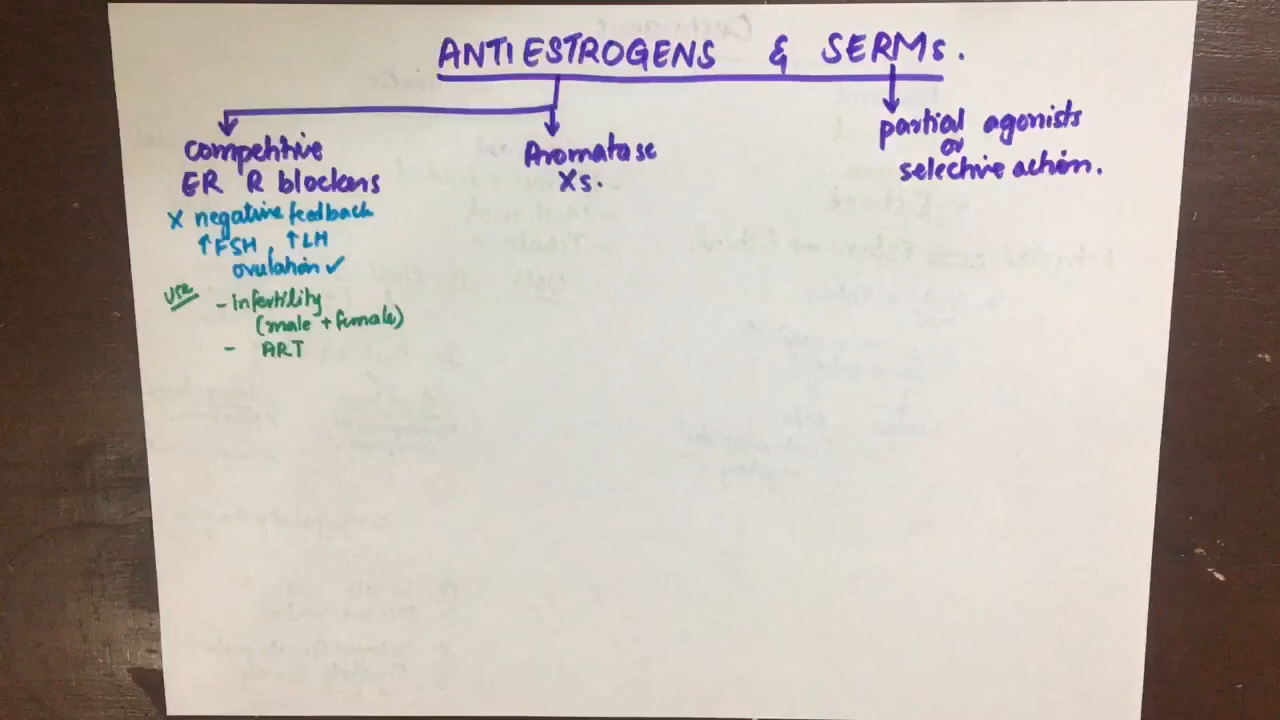 ANTIESTROGENS & SERMs.
competitive
ER R blockers
X negative feedback
↑FSH, ↑LH
ovulation ✓
Use
- infertility
(male + female)
- ART
Aromatase
Xs.
partial agonists
or
selective action.